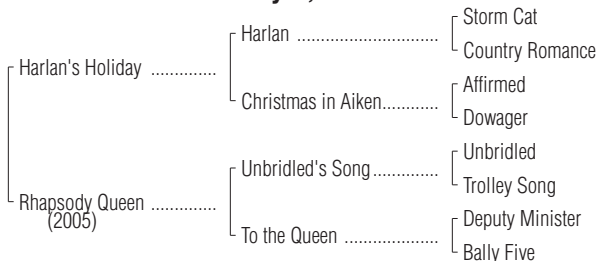 Storm Cat
Harlan ........................
Country Romance
Harlan's Holiday ..............
Affirmed
Christmas in Aiken............
Dowager
Unbridled
Unbridled's Song..............
Trolley Song
Rhapsody Queen ..............
(2005)
Deputy Minister
To the Queen ..................
Bally Five